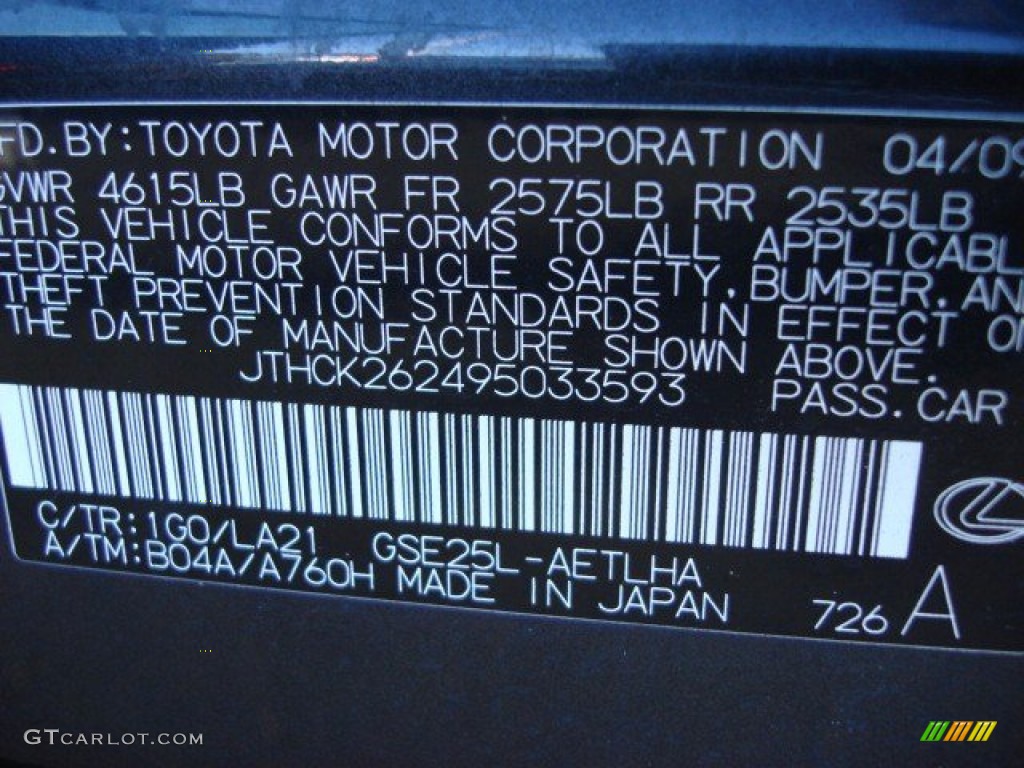 FD. BY: TOYOTA MOTOR CORPORATION 04/09
GVWR 4615LB GAWR FR 2575LB RR 2535LB
THIS VEHICLE CONFORMS TO ALL APPLICABL
FEDERAL MOTOR VEHICLE SAFETY, BUMPER, AN
THEFT PREVENTION STANDARDS IN EFFECT O
THE DATE OF MANUFACTURE SHOWN ABOVE.
JTHCK262495033593 PASS. CAR
C/TR: 1G0/LA21 GSE25L-AETLHA
A/TM: B04A/A760H MADE IN JAPAN 726 A
GTCARLOT.COM